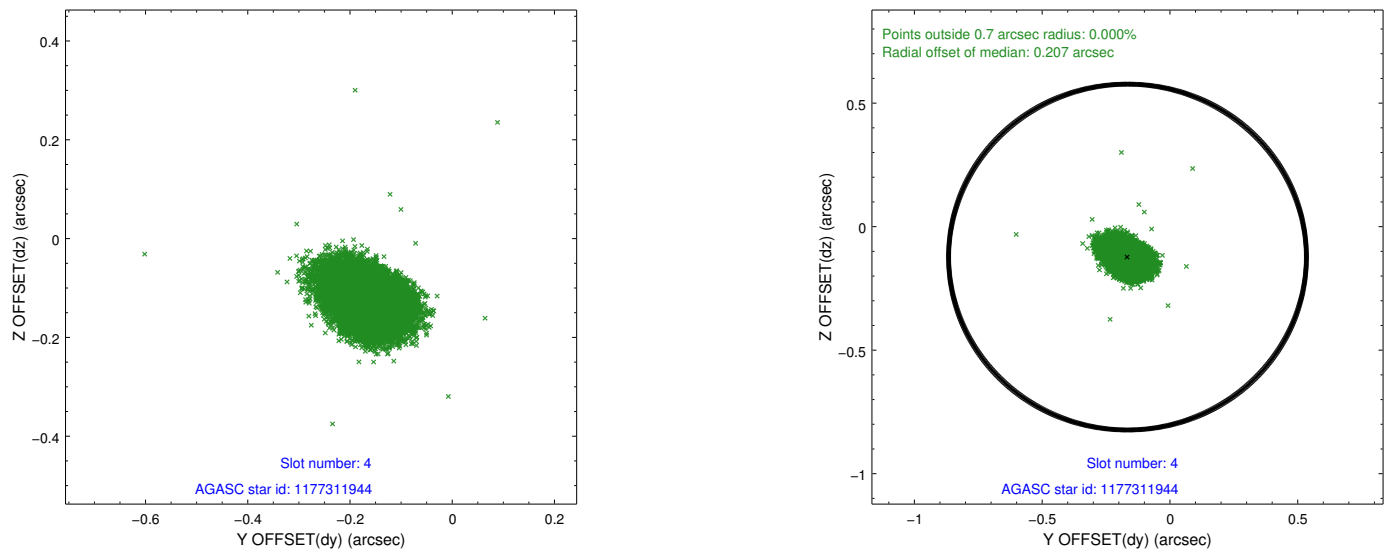 0.4
0.2
0
−0.2
−0.4
−0.6
−0.4
−0.2
0
0.2
Z OFFSET(dz) (arcsec)
Y OFFSET(dy) (arcsec)
Slot number: 4
AGASC star id: 1177311944
Points outside 0.7 arcsec radius: 0.000%
Radial offset of median: 0.207 arcsec
0.5
0
−0.5
−1
−1
−0.5
0
0.5
Z OFFSET(dz) (arcsec)
Y OFFSET(dy) (arcsec)
Slot number: 4
AGASC star id: 1177311944